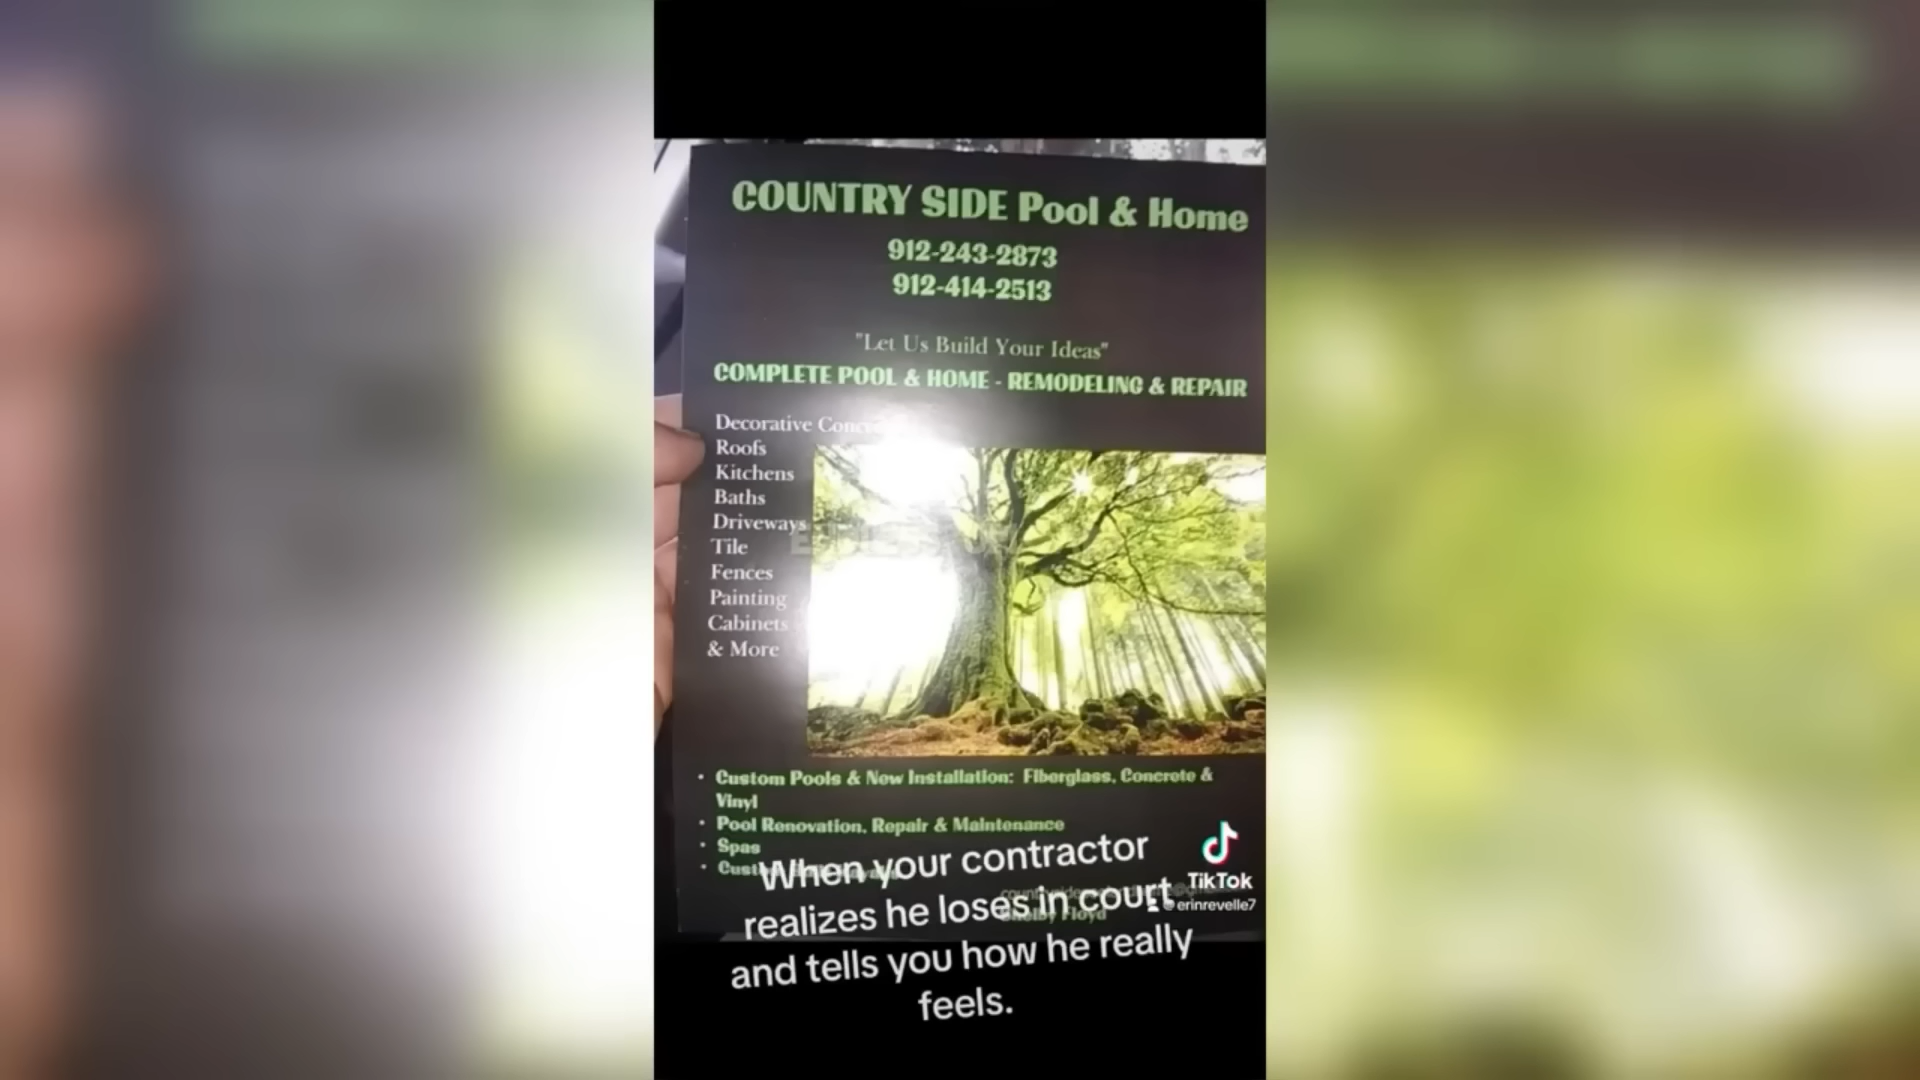 COUNTRY SIDE Pool & Home
912-243-2873
912-414-2513
"Let Us Build Your Ideas"
COMPLETE POOL & HOME - REMODELING & REPAIR
Decorative
Roofs
Kitchens
Baths
Driveways
Tile
Fences
Painting
Cabinets
& More
• Custom Pools & New Installation: Fiberglass, Concrete &
Vinyl
• Pool Renovation, Repair & Maintenance
• Spas
Shelby Floyd
When your contractor
realizes he loses in court
and tells you how he really
feels.
TikTok
@erinrevelle7